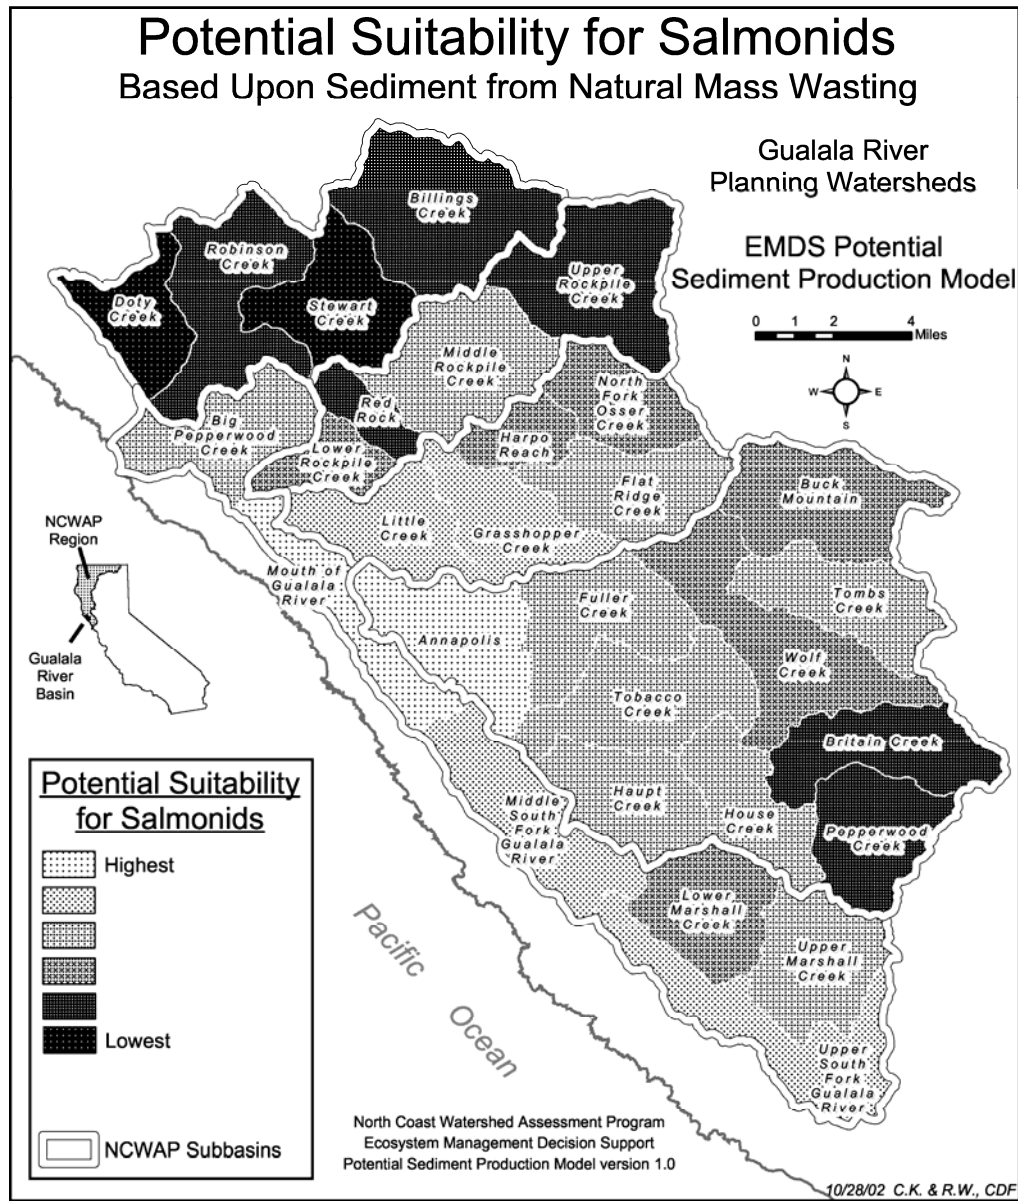 Potential Suitability for Salmonids
Based Upon Sediment from Natural Mass Wasting
Gualala River
Planning Watersheds
EMDS Potential
Sediment Production Model
0 1 2 4
Miles
N
W E
S
Billings
Creek
Robinson
Creek
Upper
Rockpile
Creek
Doty
Creek
Stewart
Creek
Middle
Rockpile
Creek
North
Fork
Osser
Creek
Red
Rock
Big
Pepperwood
Creek
Harpo
Reach
Lower
Rockpile
Creek
Flat
Ridge
Creek
Buck
Mountain
Little
Creek
Grasshopper
Creek
NCWAP
Region
Mouth of
Gualala
River
Fuller
Creek
Tombs
Creek
Annapolis
Gualala
River
Basin
Wolf
Creek
Tobacco
Creek
Britain Creek
Haupt
Creek
House
Creek
Middle
South
Fork
Gualala
River
Pepperwood
Creek
Lower
Marshall
Creek
Upper
Marshall
Creek
Upper
South
Fork
Gualala
River
Potential Suitability
for Salmonids
Highest
Lowest
NCWAP Subbasins
Pacific
Ocean
North Coast Watershed Assessment Program
Ecosystem Management Decision Support
Potential Sediment Production Model version 1.0
10/28/02 C.K. & R.W., CDF